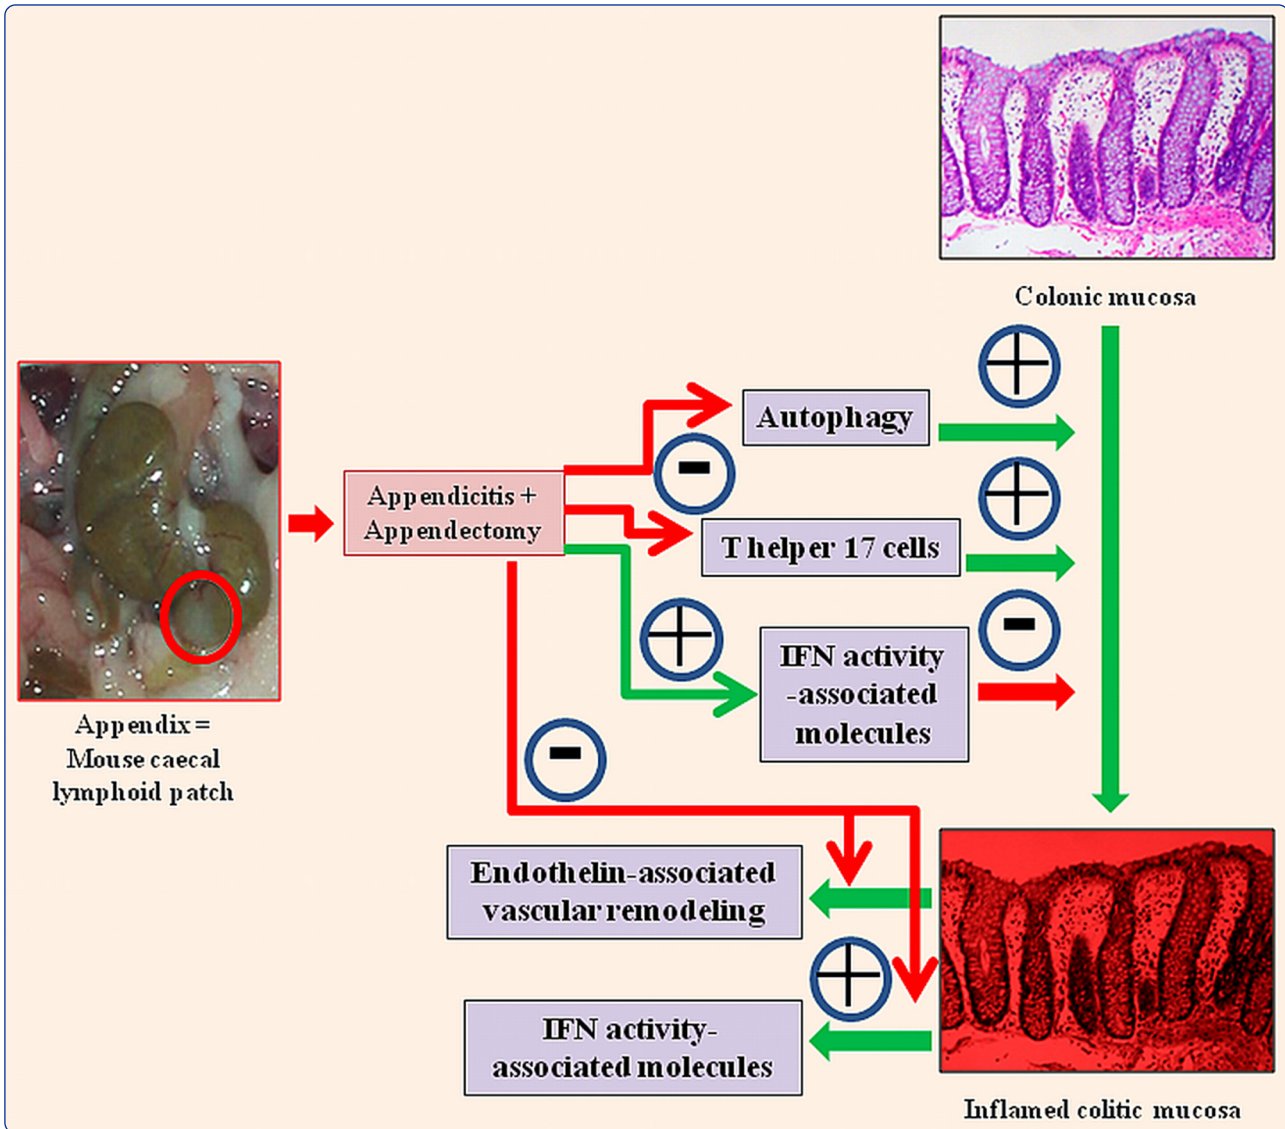 Colonic mucosa
Autophagy
Appendicitis +
Appendectomy
T helper 17 cells
IFN activity
-associated
molecules
Appendix =
Mouse caecal
lymphoid patch
Endothelin-associated
vascular remodeling
IFN activity-
associated molecules
Inflamed colitic mucosa